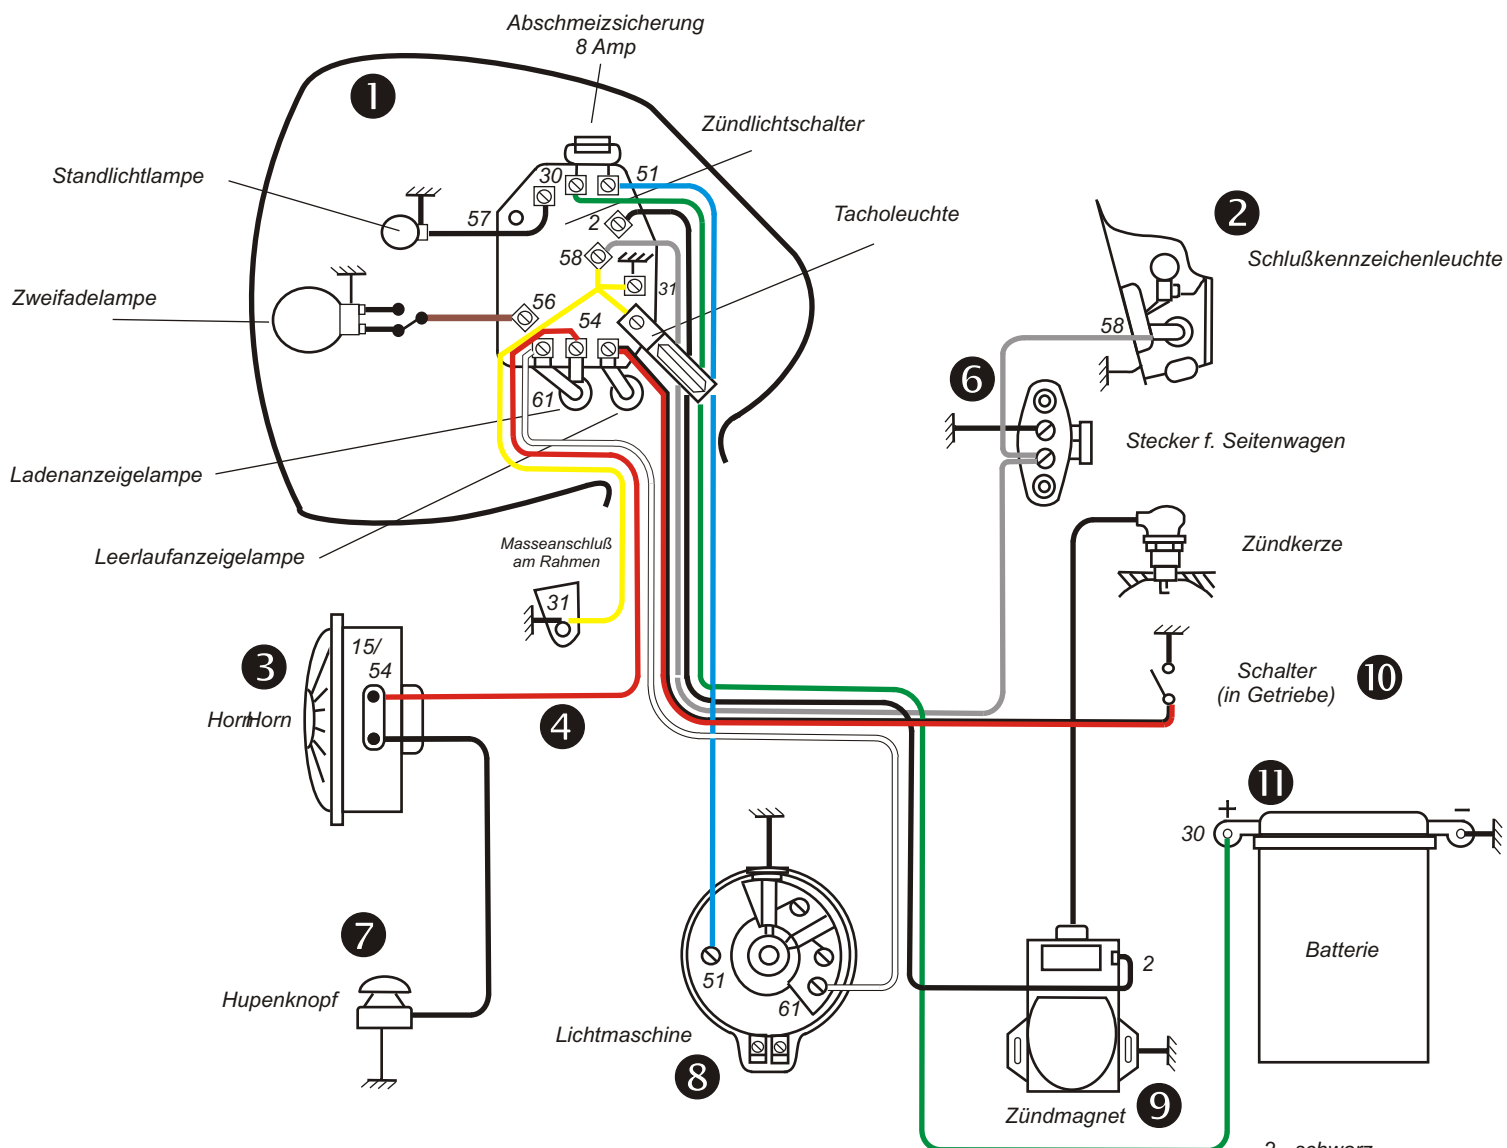 Abschmeizsicherung
8 Amp
1
Zündlichtschalter
Standlichtlampe
30
51
57
2
Tacholeuchte
2
Schlußkennzeichenleuchte
58
31
Zweifadelampe
56
54
58
6
61
Stecker f. Seitenwagen
Ladenanzeigelampe
Leerlaufanzeigelampe
Masseanschluß
am Rahmen
Zündkerze
31
3
15/
54
Schalter
(in Getriebe)
10
HornHorn
4
11
+
−
30
7
Batterie
2
51
61
Hupenknopf
Lichtmaschine
8
9
Zündmagnet